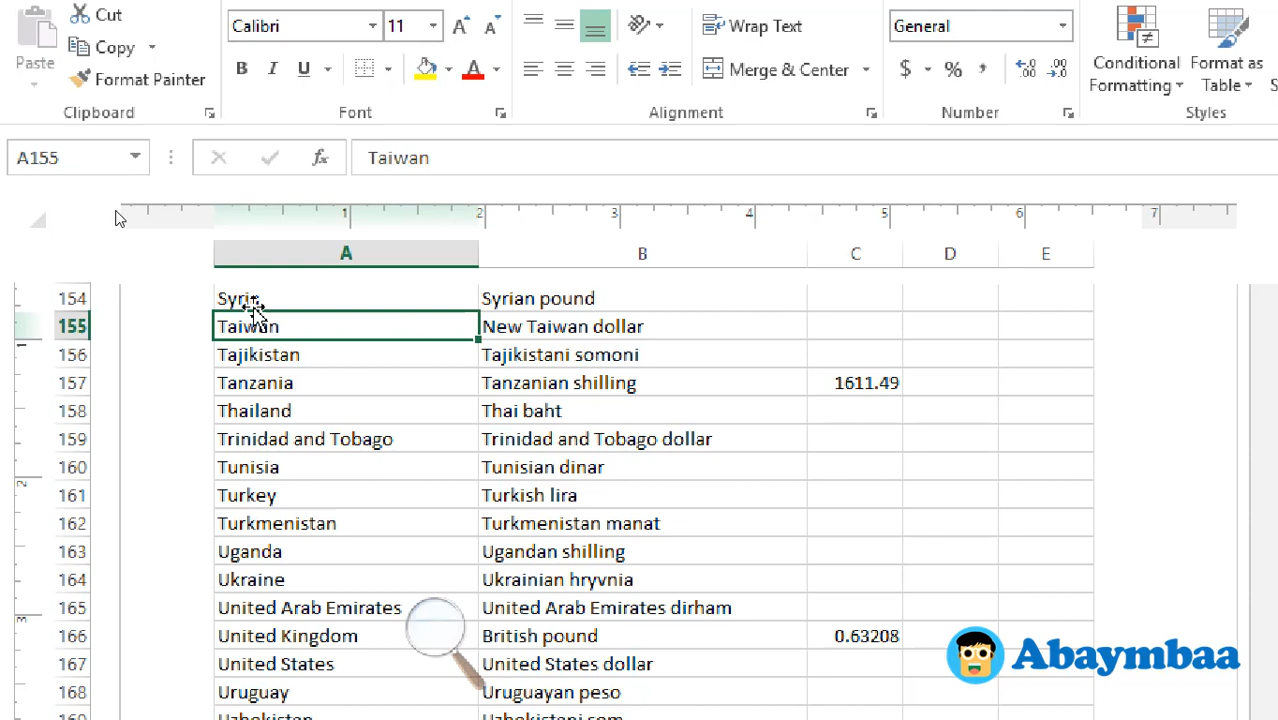 Cut
Copy
Paste
Format Painter
Clipboard
Calibri 11 A A
B I U A
Font
Wrap Text
Merge & Center
Alignment
General
$ % ,
Number
Conditional Formatting
Format as Table
Styles
A155 fx Taiwan
1 2 3 4 5 6 7
A B C D E
154 Syria Syrian pound
155 Taiwan New Taiwan dollar
156 Tajikistan Tajikistani somoni
157 Tanzania Tanzanian shilling 1611.49
158 Thailand Thai baht
159 Trinidad and Tobago Trinidad and Tobago dollar
160 Tunisia Tunisian dinar
161 Turkey Turkish lira
162 Turkmenistan Turkmenistan manat
163 Uganda Ugandan shilling
164 Ukraine Ukrainian hryvnia
165 United Arab Emirates United Arab Emirates dirham
166 United Kingdom British pound 0.63208
167 United States United States dollar
168 Uruguay Uruguayan peso
Abaymbaa